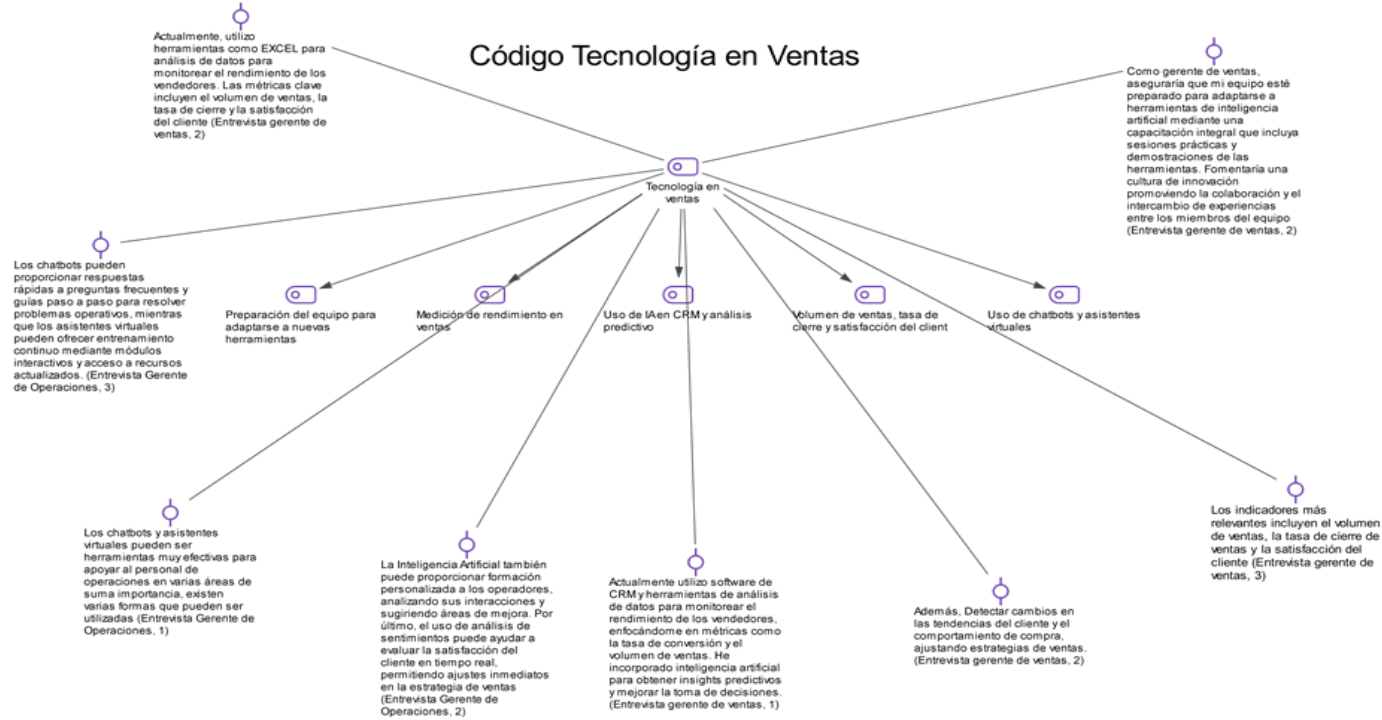 Código Tecnología en Ventas
Actualmente, utilizo
herramientas como EXCEL para
análisis de datos para
monitorear el rendimiento de los
vendedores. Las métricas clave
incluyen el volumen de ventas, la
tasa de cierre y la satisfacción
del cliente (Entrevista gerente de
ventas, 2)
Como gerente de ventas,
aseguraría que mi equipo esté
preparado para adaptarse a
herramientas de inteligencia
artificial mediante una
capacitación integral que incluya
sesiones prácticas y
demostraciones de las
herramientas. Fomentaría una
cultura de innovación
promoviendo la colaboración y el
intercambio de experiencias
entre los miembros del equipo
(Entrevista gerente de ventas, 2)
Tecnología en
ventas
Los chatbots pueden
proporcionar respuestas
rápidas a preguntas frecuentes y
guías paso a paso para resolver
problemas operativos, mientras
que los asistentes virtuales
pueden ofrecer entrenamiento
continuo mediante módulos
interactivos y acceso a recursos
actualizados. (Entrevista Gerente
de Operaciones, 3)
Preparación del equipo para
adaptarse a nuevas
herramientas
Medición de rendimiento en
ventas
Uso de IA en CRM y análisis
predictivo
Volumen de ventas, tasa de
cierre y satisfacción del client
Uso de chatbots y asistentes
virtuales
Los chatbots y asistentes
virtuales pueden ser
herramientas muy efectivas para
apoyar al personal de
operaciones en varias áreas de
suma importancia, existen
varias formas que pueden ser
utilizadas (Entrevista Gerente de
Operaciones, 1)
La Inteligencia Artificial también
puede proporcionar formación
personalizada a los operadores,
analizando sus interacciones y
sugiriendo áreas de mejora. Por
último, el uso de análisis de
sentimientos puede ayudar a
evaluar la satisfacción del
cliente en tiempo real,
permitiendo ajustes inmediatos
en la estrategia de ventas
(Entrevista Gerente de
Operaciones, 2)
Actualmente utilizo software de
CRM y herramientas de análisis
de datos para monitorear el
rendimiento de los vendedores,
enfocándome en métricas como
la tasa de conversión y el
volumen de ventas. He
incorporado inteligencia artificial
para obtener insights predictivos
y mejorar la toma de decisiones.
(Entrevista gerente de ventas, 1)
Además, Detectar cambios en
las tendencias del cliente y el
comportamiento de compra,
ajustando estrategias de ventas.
(Entrevista gerente de ventas, 2)
Los indicadores más
relevantes incluyen el volumen
de ventas, la tasa de cierre de
ventas y la satisfacción del
cliente (Entrevista gerente de
ventas, 3)